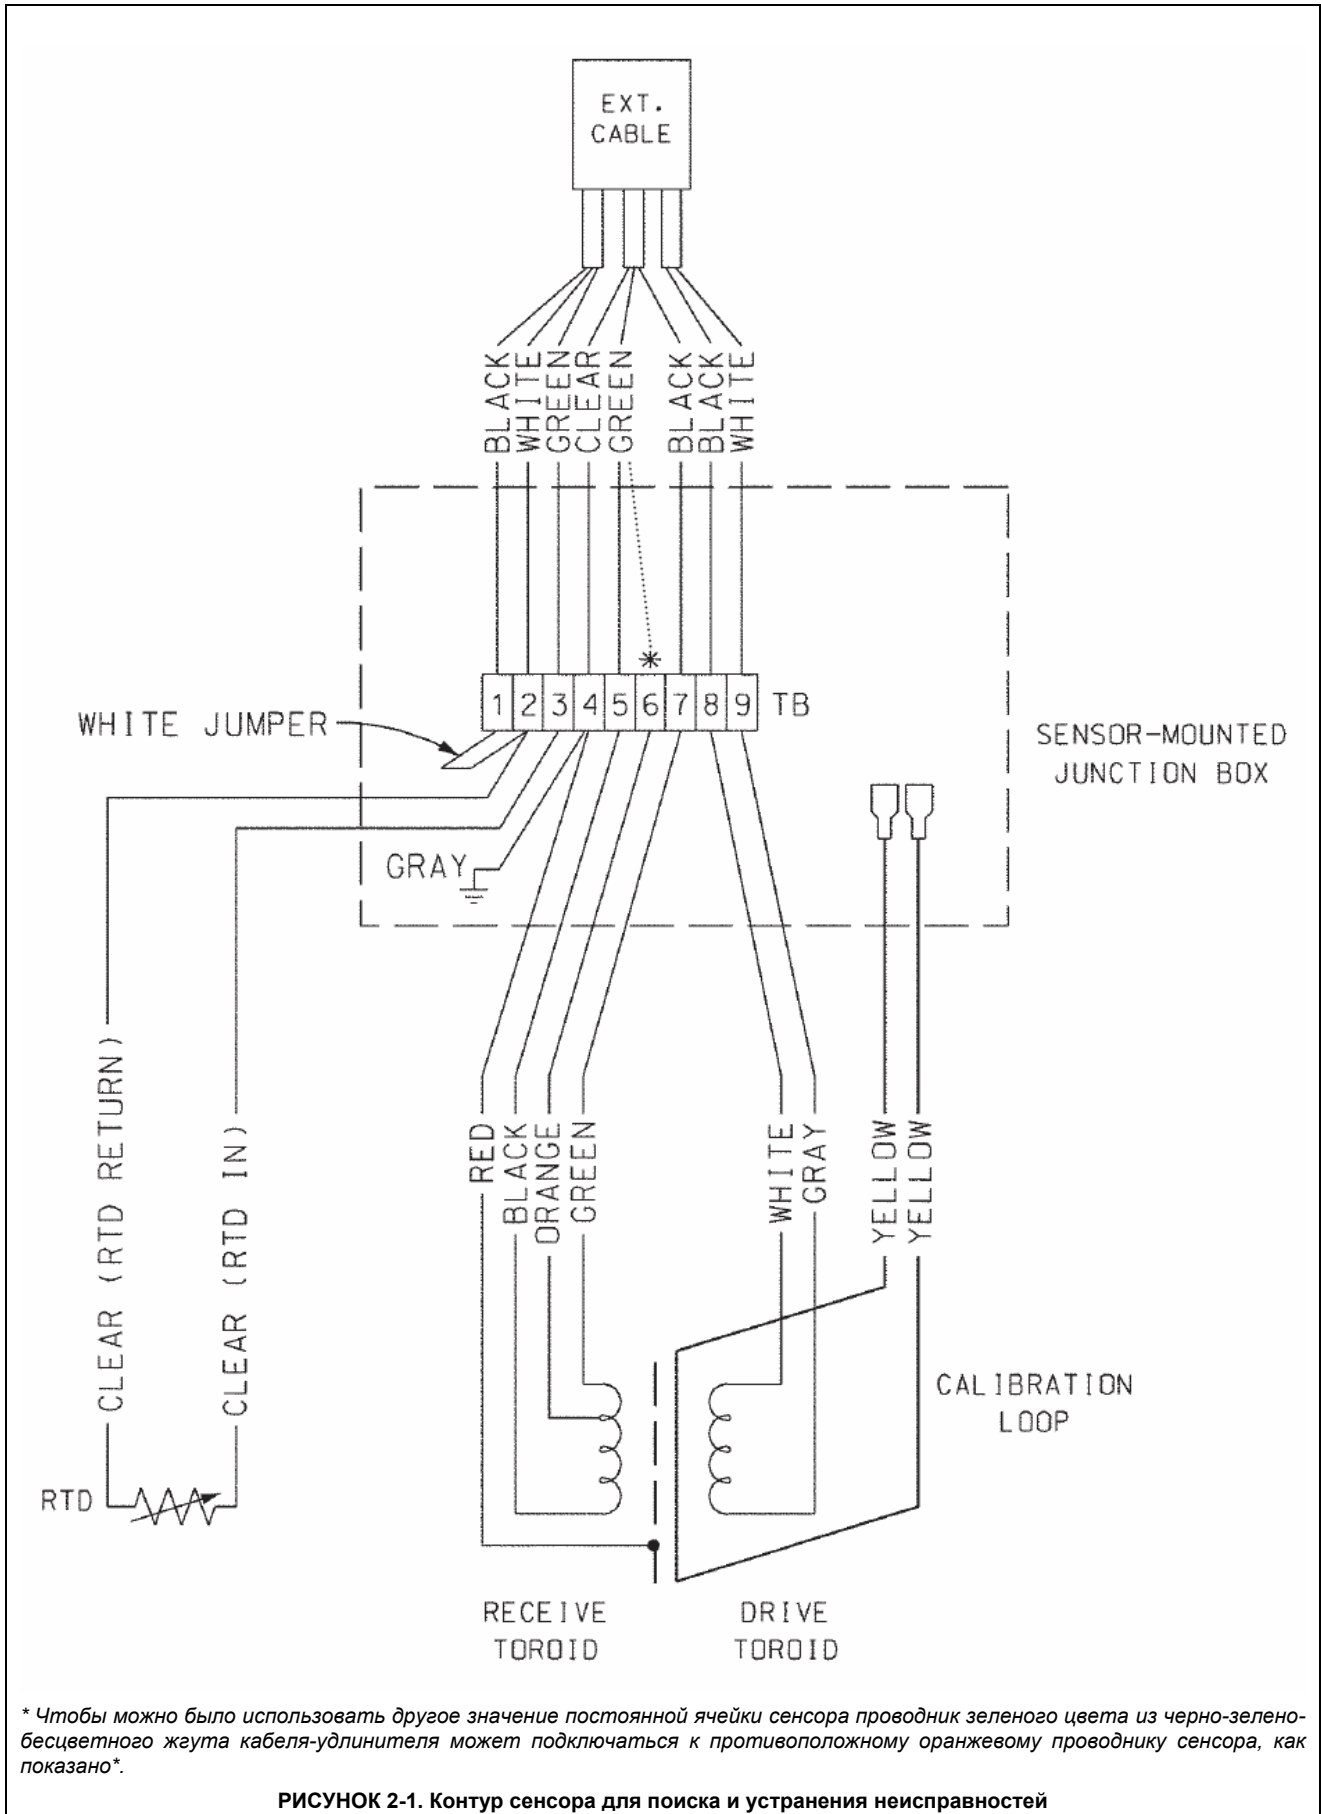 EXT.
CABLE
BLACK
WHITE
GREEN
CLEAR
GREEN
BLACK
BLACK
WHITE
*
1 2 3 4 5 6 7 8 9 TB
WHITE JUMPER
SENSOR-MOUNTED
JUNCTION BOX
GRAY
CLEAR (RTD RETURN)
CLEAR (RTD IN)
RED
BLACK
ORANGE
GREEN
WHITE
GRAY
YELLOW
YELLOW
CALIBRATION
LOOP
RTD
RECEIVE
TOROID
DRIVE
TOROID
* Чтобы можно было использовать другое значение постоянной ячейки сенсора проводник зеленого цвета из черно-зелено-
бесцветного жгута кабеля-удлинителя может подключаться к противоположному оранжевому проводнику сенсора, как
показано*.
РИСУНОК 2-1. Контур сенсора для поиска и устранения неисправностей